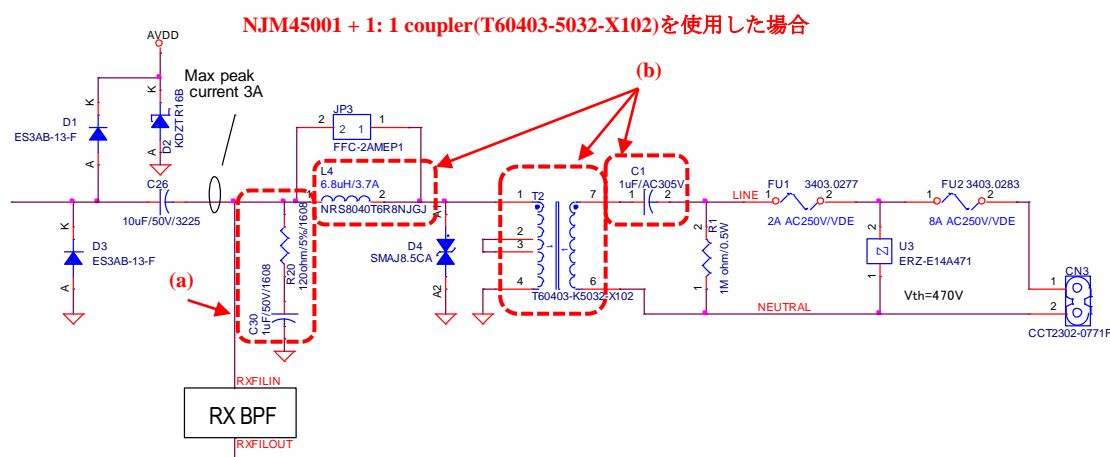 NJM45001 + 1: 1 coupler(T60403-5032-X102)を使用した場合
AVDD
Max peak
current 3A
(b)
K
D1
ES3AB-13-F
A
K
KDZTR16B
D2
A
JP3
2
2 1
1
FFC-2AMEP1
L4
6.8uH/3.7A
1
2
NRS8040T6R8NJGJ
C26
10uF/50V/3225
K
D3
ES3AB-13-F
A
(a)
R20
120ohm/5%/1608
C30
1uF/50V/1608
A1
D4
SMAJ8.5CA
A2
T2
1
2
3
4
7
6
T60403-K5032-X102
C1
1uF/AC305V
1
2
LINE
2
R1
1M ohm/0.5W
1
NEUTRAL
FU1
3403.0277
2A AC250V/VDE
FU2
3403.0283
8A AC250V/VDE
2
Z
U3
ERZ-E14A471
1
Vth=470V
CN3
1
2
CCT2302-0771F
RXFILIN
RX BPF
RXFILOUT